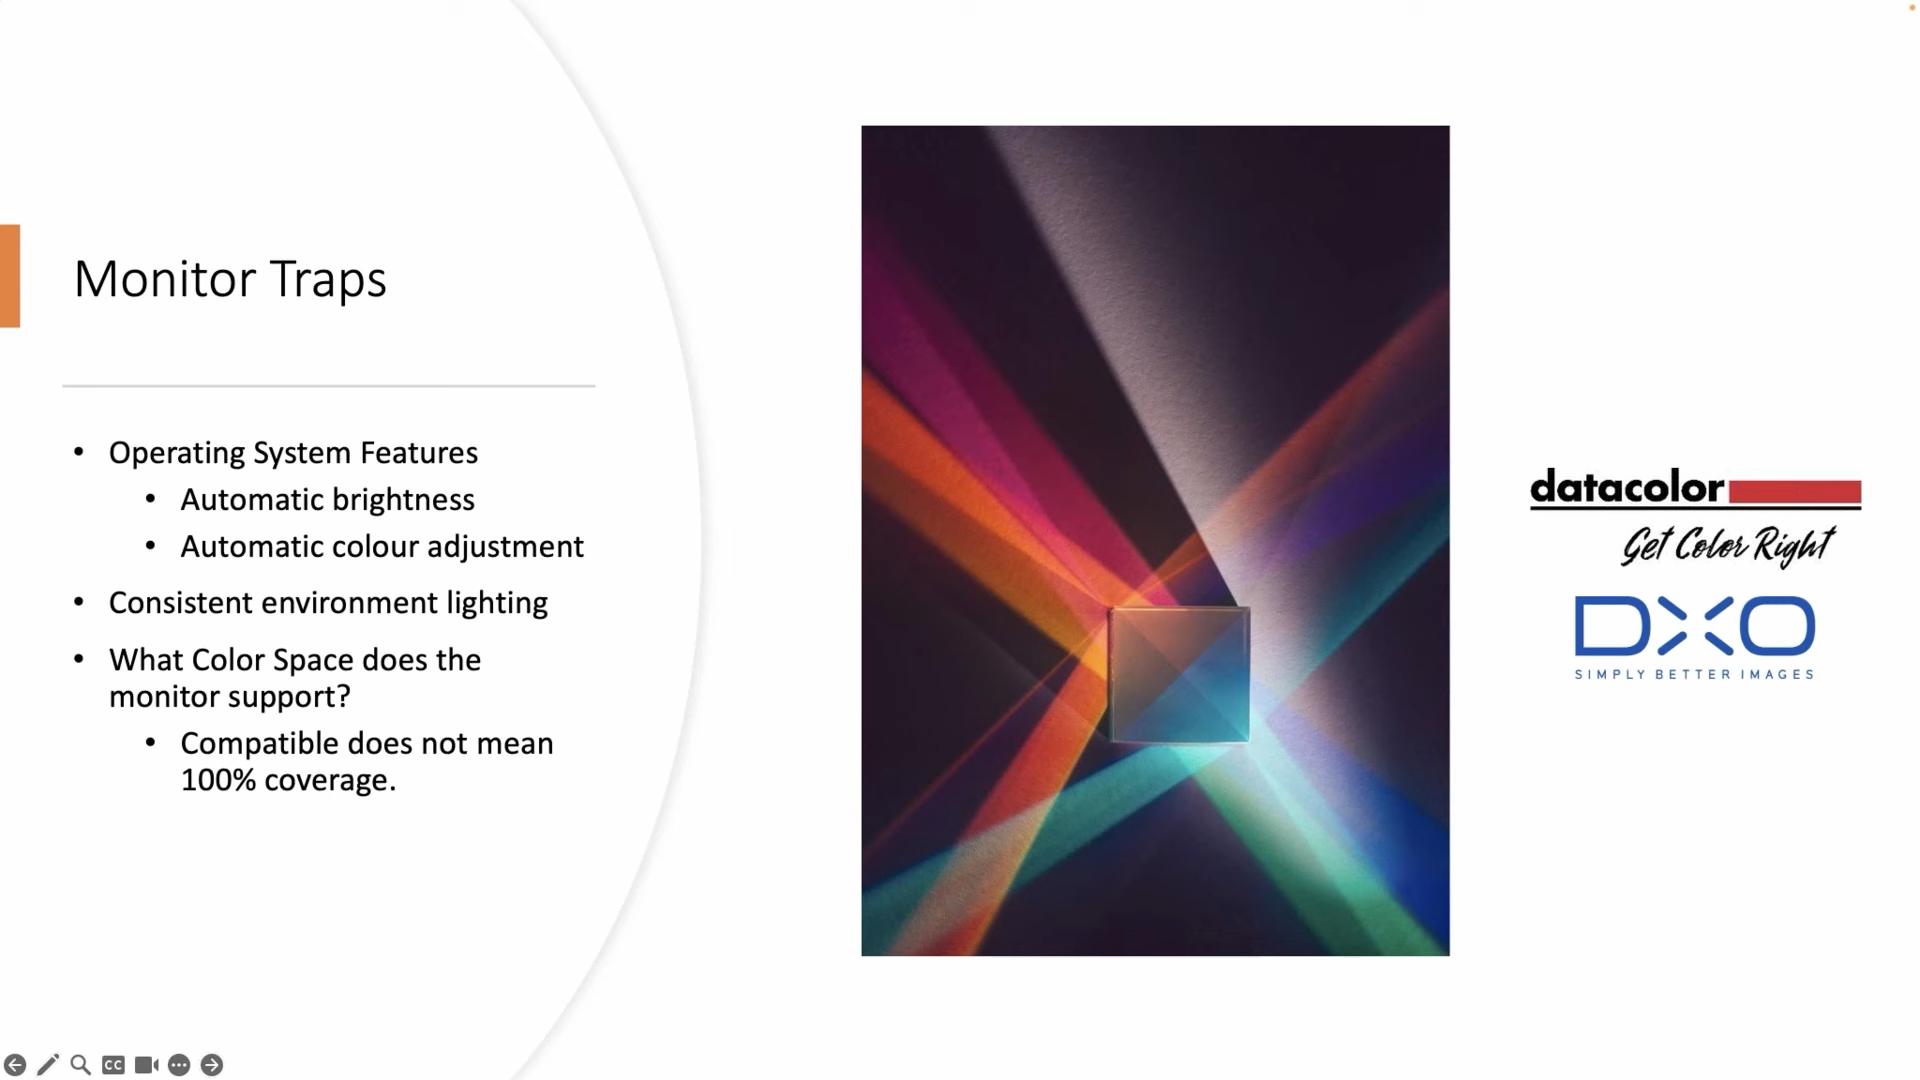 Monitor Traps
• Operating System Features
• Automatic brightness
• Automatic colour adjustment
• Consistent environment lighting
• What Color Space does the
monitor support?
• Compatible does not mean
100% coverage.
datacolor
Get Color Right
DXO
SIMPLY BETTER IMAGES
CC